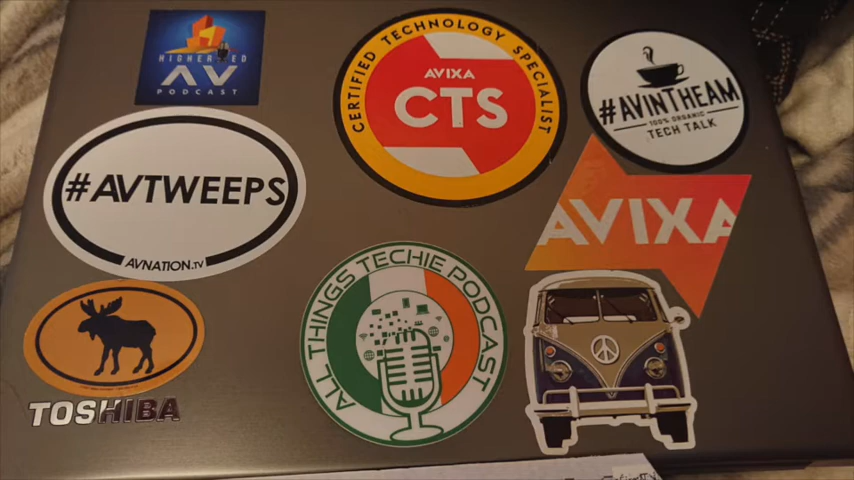 HIGHER ED
AV
PODCAST
CERTIFIED TECHNOLOGY SPECIALIST
AVIXA
CTS
#AVINTHEAM
100% ORGANIC
TECH TALK
#AVTWEEPS
AVNATION.TV
AVIXA
ALL THINGS TECHIE PODCAST
TOSHIBA